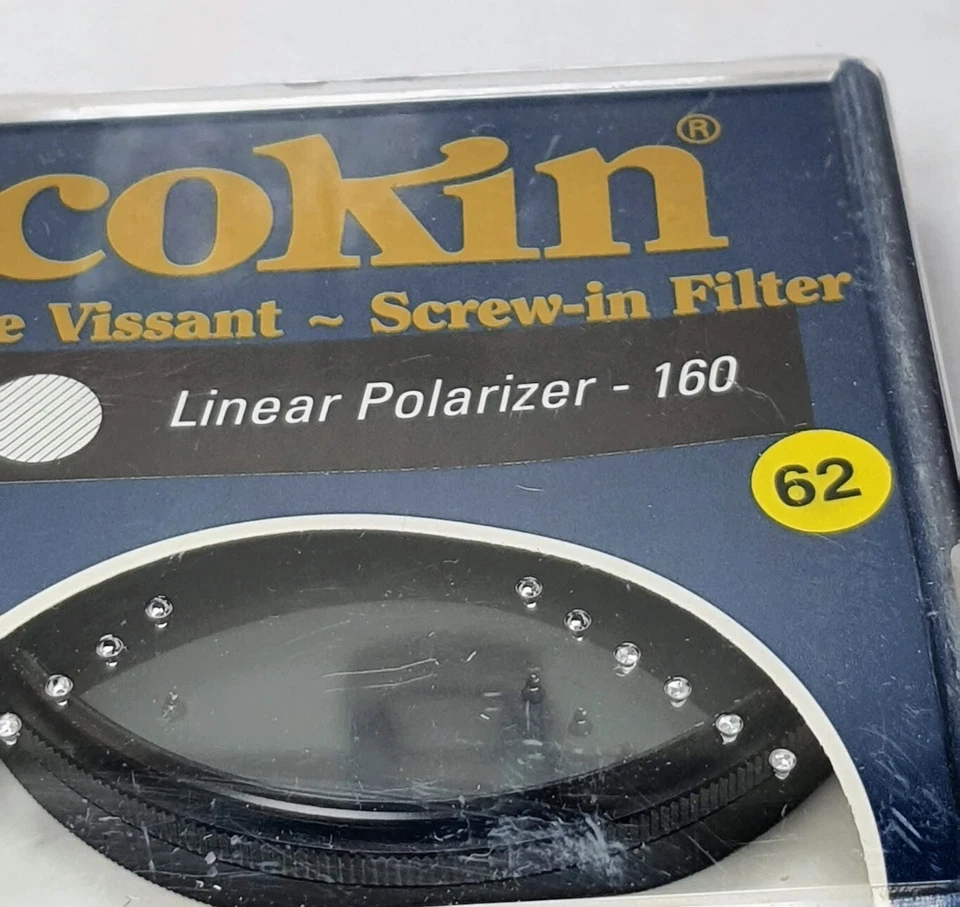 cokin®
e Vissant ~ Screw-in Filter
Linear Polarizer - 160
62